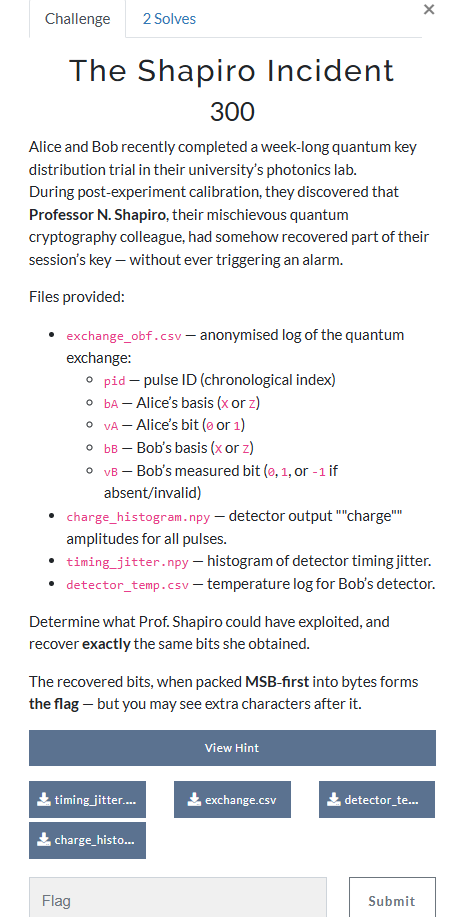 Challenge
2 Solves
×
The Shapiro Incident
300
Alice and Bob recently completed a week-long quantum key
distribution trial in their university's photonics lab.
During post-experiment calibration, they discovered that
Professor N. Shapiro, their mischievous quantum
cryptography colleague, had somehow recovered part of their
session's key — without ever triggering an alarm.
Files provided:
• exchange_obf.csv — anonymised log of the quantum
exchange:
◦ pid — pulse ID (chronological index)
◦ bA — Alice's basis (X or Z)
◦ vA — Alice's bit (0 or 1)
◦ bB — Bob's basis (X or Z)
◦ vB — Bob's measured bit (0, 1, or -1 if
absent/invalid)
• charge_histogram.npy — detector output ""charge""
amplitudes for all pulses.
• timing_jitter.npy — histogram of detector timing jitter.
• detector_temp.csv — temperature log for Bob's detector.
Determine what Prof. Shapiro could have exploited, and
recover exactly the same bits she obtained.
The recovered bits, when packed MSB-first into bytes forms
the flag — but you may see extra characters after it.
View Hint
timing_jitter....
exchange.csv
detector_te...
charge_histo...
Flag
Submit